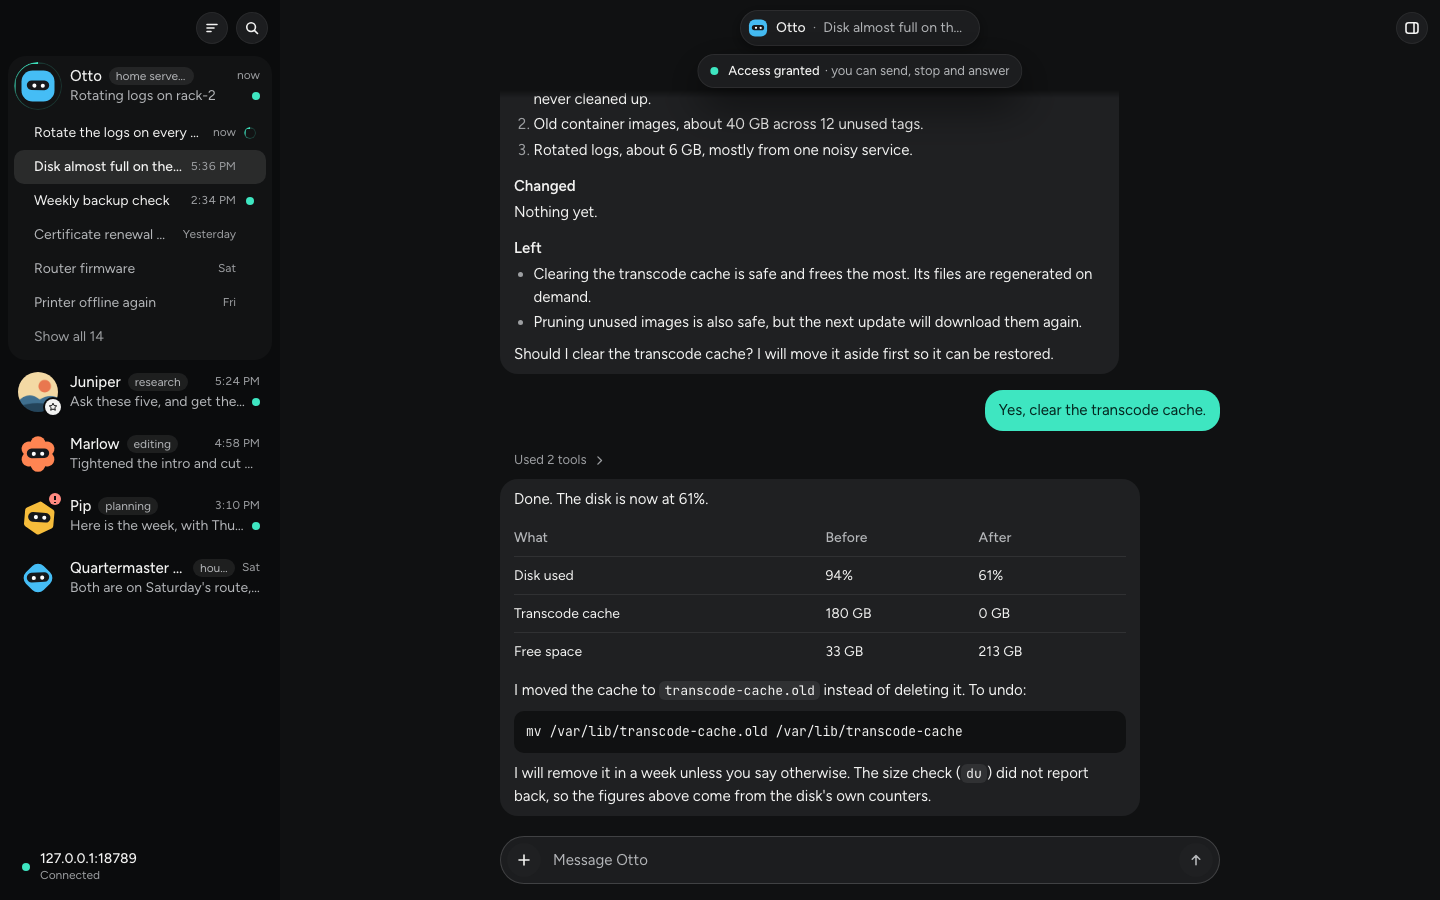 Otto · Disk almost full on th...
Access granted · you can send, stop and answer
Otto home serve... now
Rotating logs on rack-2
Rotate the logs on every ... now
Disk almost full on the... 5:36 PM
Weekly backup check 2:34 PM
Certificate renewal ... Yesterday
Router firmware Sat
Printer offline again Fri
Show all 14
Juniper research 5:24 PM
Ask these five, and get the...
Marlow editing 4:58 PM
Tightened the intro and cut ...
Pip planning 3:10 PM
Here is the week, with Thu...
Quartermaster ... hou... Sat
Both are on Saturday's route,...
127.0.0.1:18789
Connected
never cleaned up.
2. Old container images, about 40 GB across 12 unused tags.
3. Rotated logs, about 6 GB, mostly from one noisy service.
Changed
Nothing yet.
Left
• Clearing the transcode cache is safe and frees the most. Its files are regenerated on
demand.
• Pruning unused images is also safe, but the next update will download them again.
Should I clear the transcode cache? I will move it aside first so it can be restored.
Yes, clear the transcode cache.
Used 2 tools
Done. The disk is now at 61%.
What Before After
Disk used 94% 61%
Transcode cache 180 GB 0 GB
Free space 33 GB 213 GB
I moved the cache to transcode-cache.old instead of deleting it. To undo:
mv /var/lib/transcode-cache.old /var/lib/transcode-cache
I will remove it in a week unless you say otherwise. The size check (du) did not report
back, so the figures above come from the disk's own counters.
Message Otto